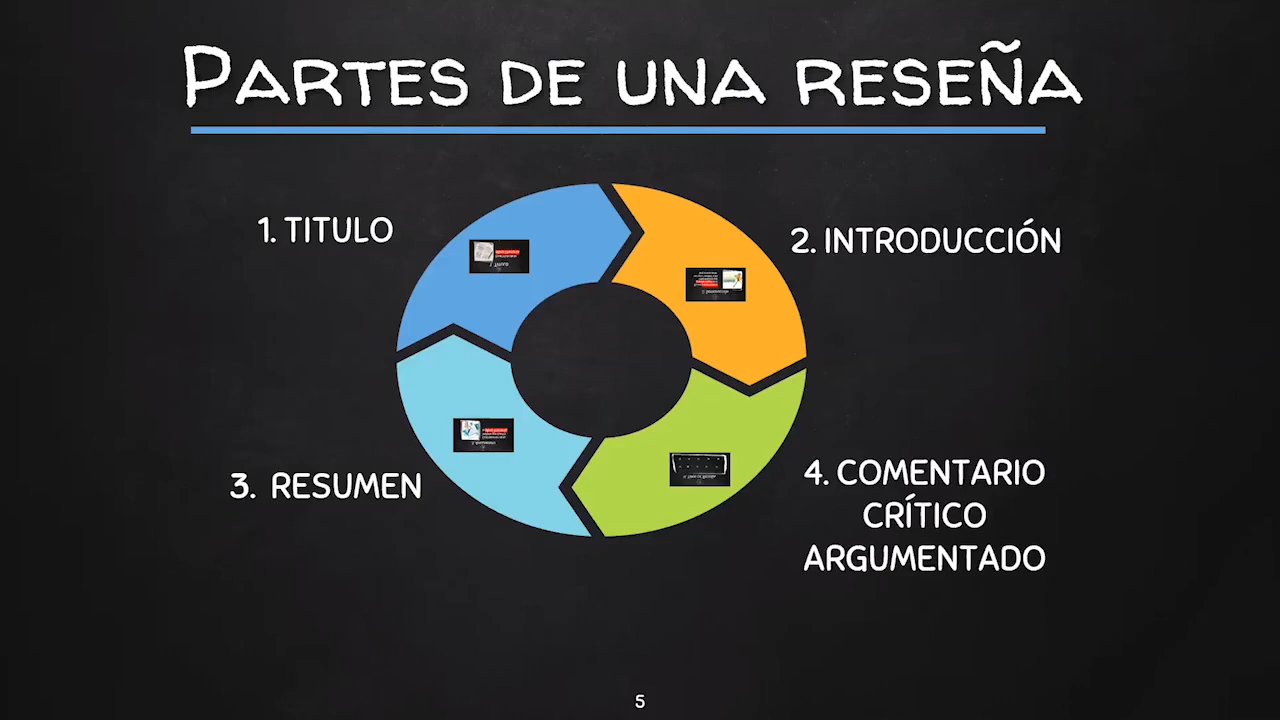 PARTES DE UNA RESEÑA
1. TITULO
2. INTRODUCCIÓN
3. RESUMEN
4. COMENTARIO
CRÍTICO
ARGUMENTADO
5